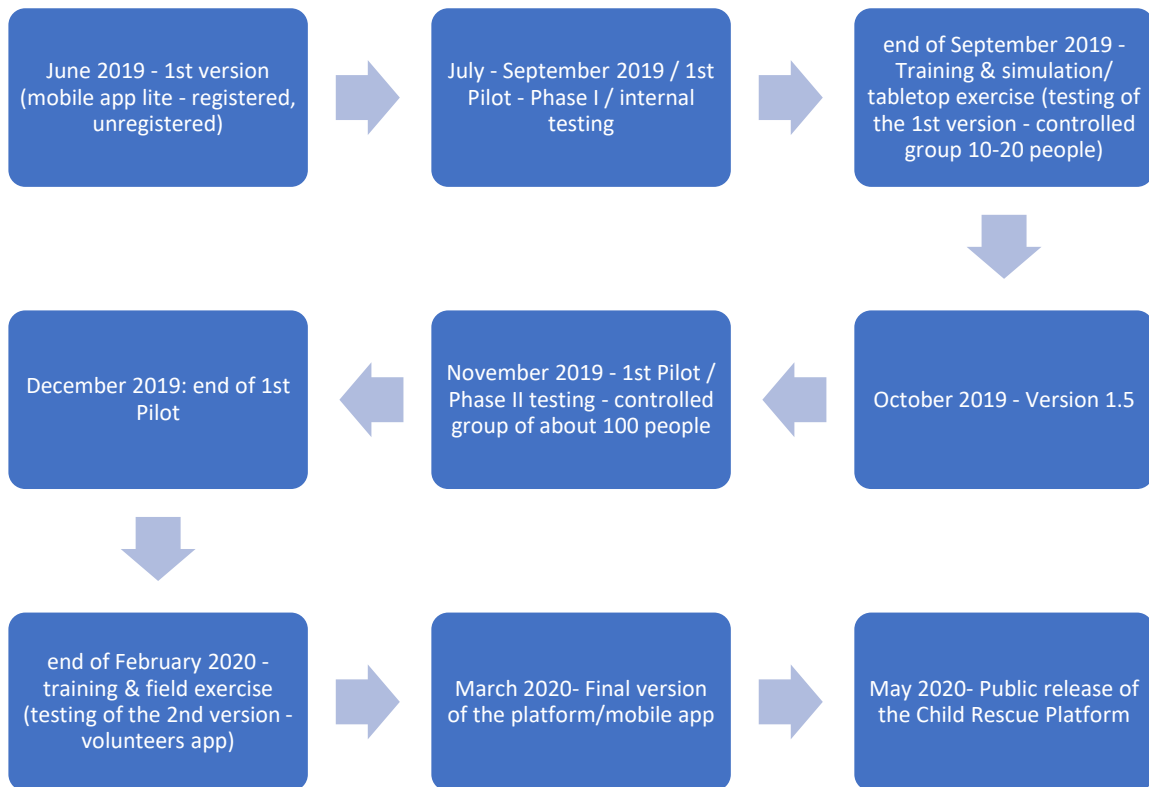 June 2019 - 1st version
(mobile app lite - registered,
unregistered)
July - September 2019 / 1st
Pilot - Phase I / internal
testing
end of September 2019 -
Training & simulation/
tabletop exercise (testing of
the 1st version - controlled
group 10-20 people)
October 2019 - Version 1.5
November 2019 - 1st Pilot /
Phase II testing - controlled
group of about 100 people
December 2019: end of 1st
Pilot
end of February 2020 -
training & field exercise
(testing of the 2nd version -
volunteers app)
March 2020- Final version
of the platform/mobile app
May 2020- Public release of
the Child Rescue Platform